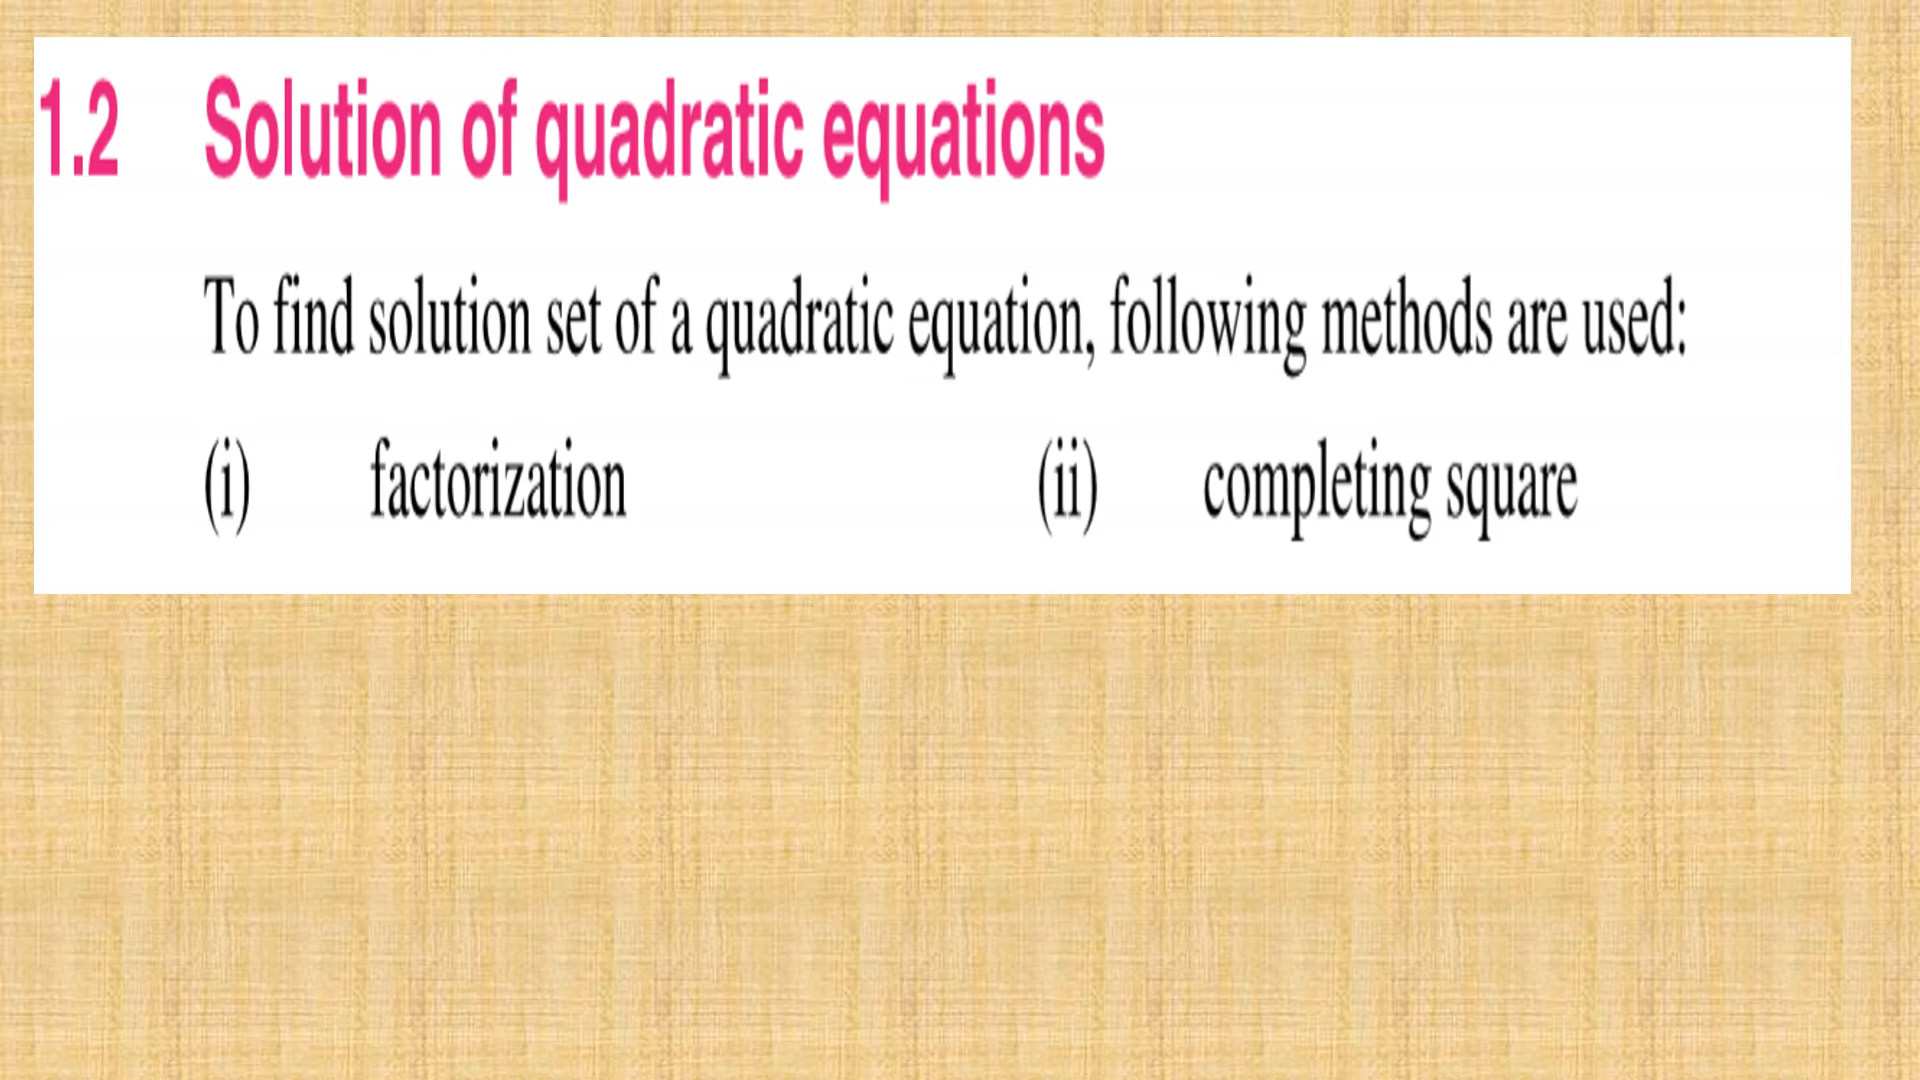 1.2 Solution of quadratic equations
To find solution set of a quadratic equation, following methods are used:
(i) factorization (ii) completing square